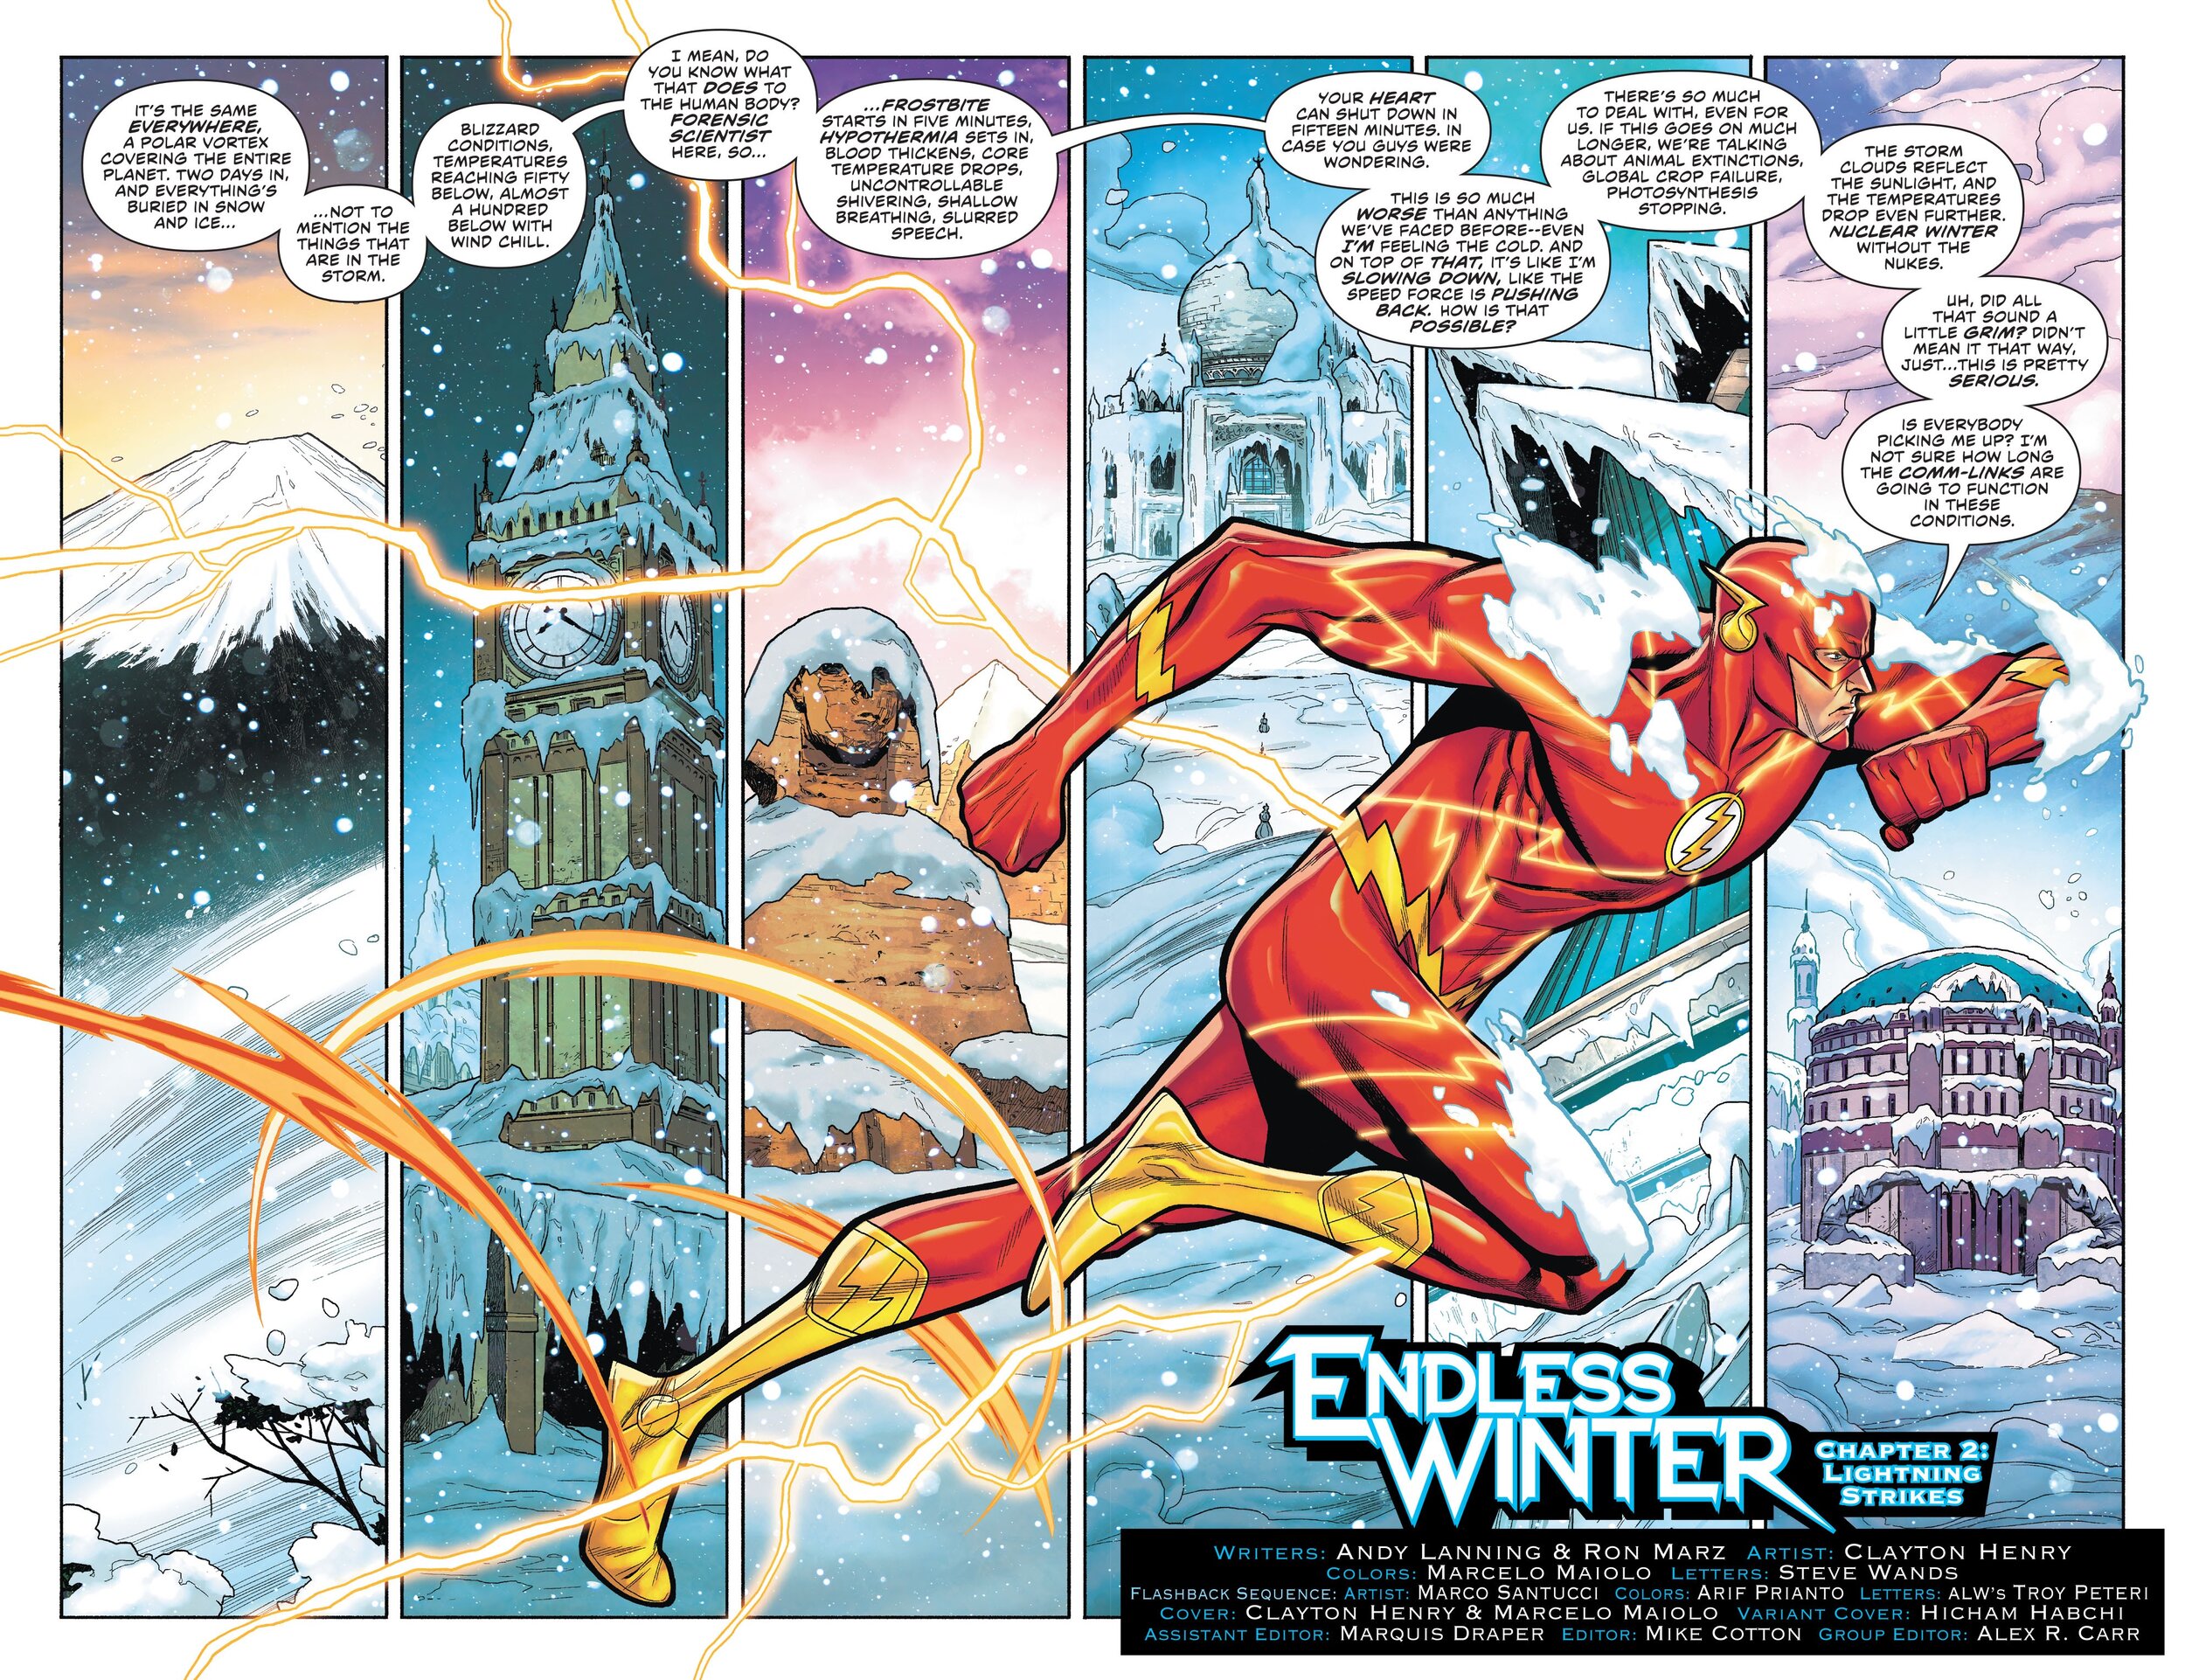 IT'S THE SAME
EVERYWHERE,
A POLAR VORTEX
COVERING THE ENTIRE
PLANET. TWO DAYS IN,
AND EVERYTHING'S
BURIED IN SNOW
AND ICE...
...NOT TO
MENTION THE
THINGS THAT
ARE IN THE
STORM.
BLIZZARD
CONDITIONS,
TEMPERATURES
REACHING FIFTY
BELOW, ALMOST
A HUNDRED
BELOW WITH
WIND CHILL.
I MEAN, DO
YOU KNOW WHAT
THAT DOES TO
THE HUMAN BODY?
FORENSIC
SCIENTIST
HERE, SO...
...FROSTBITE
STARTS IN FIVE MINUTES,
HYPOTHERMIA SETS IN,
BLOOD THICKENS, CORE
TEMPERATURE DROPS,
UNCONTROLLABLE
SHIVERING, SHALLOW
BREATHING, SLURRED
SPEECH.
YOUR HEART
CAN SHUT DOWN IN
FIFTEEN MINUTES. IN
CASE YOU GUYS WERE
WONDERING.
THIS IS SO MUCH
WORSE THAN ANYTHING
WE'VE FACED BEFORE--EVEN
I'M FEELING THE COLD. AND
ON TOP OF THAT, IT'S LIKE I'M
SLOWING DOWN, LIKE THE
SPEED FORCE IS PUSHING
BACK. HOW IS THAT
POSSIBLE?
THERE'S SO MUCH
TO DEAL WITH, EVEN FOR
US. IF THIS GOES ON MUCH
LONGER, WE'RE TALKING
ABOUT ANIMAL EXTINCTIONS,
GLOBAL CROP FAILURE,
PHOTOSYNTHESIS
STOPPING.
THE STORM
CLOUDS REFLECT
THE SUNLIGHT, AND
THE TEMPERATURES
DROP EVEN FURTHER.
NUCLEAR WINTER
WITHOUT THE
NUKES.
UH, DID ALL
THAT SOUND A
LITTLE GRIM? DIDN'T
MEAN IT THAT WAY,
JUST...THIS IS PRETTY
SERIOUS.
IS EVERYBODY
PICKING ME UP? I'M
NOT SURE HOW LONG
THE COMM-LINKS ARE
GOING TO FUNCTION
IN THESE
CONDITIONS.
ENDLESS
WINTER
CHAPTER 2:
LIGHTNING
STRIKES
WRITERS: ANDY LANNING & RON MARZ ARTIST: CLAYTON HENRY
COLORS: MARCELO MAIOLO LETTERS: STEVE WANDS
FLASHBACK SEQUENCE: ARTIST: MARCO SANTUCCI COLORS: ARIF PRIANTO LETTERS: ALW'S TROY PETERI
COVER: CLAYTON HENRY & MARCELO MAIOLO VARIANT COVER: HICHAM HABCHI
ASSISTANT EDITOR: MARQUIS DRAPER EDITOR: MIKE COTTON GROUP EDITOR: ALEX R. CARR